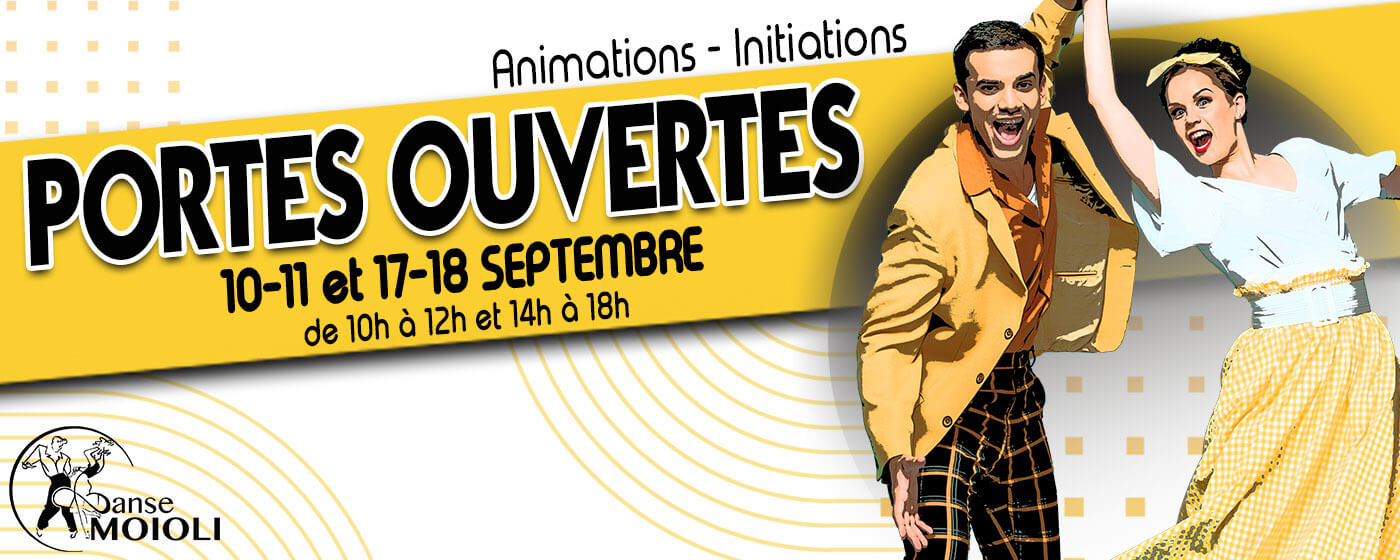 Animations - Initiations
PORTES OUVERTES
10-11 et 17-18 SEPTEMBRE
de 10h à 12h et 14h à 18h
Danse
MOIOLI